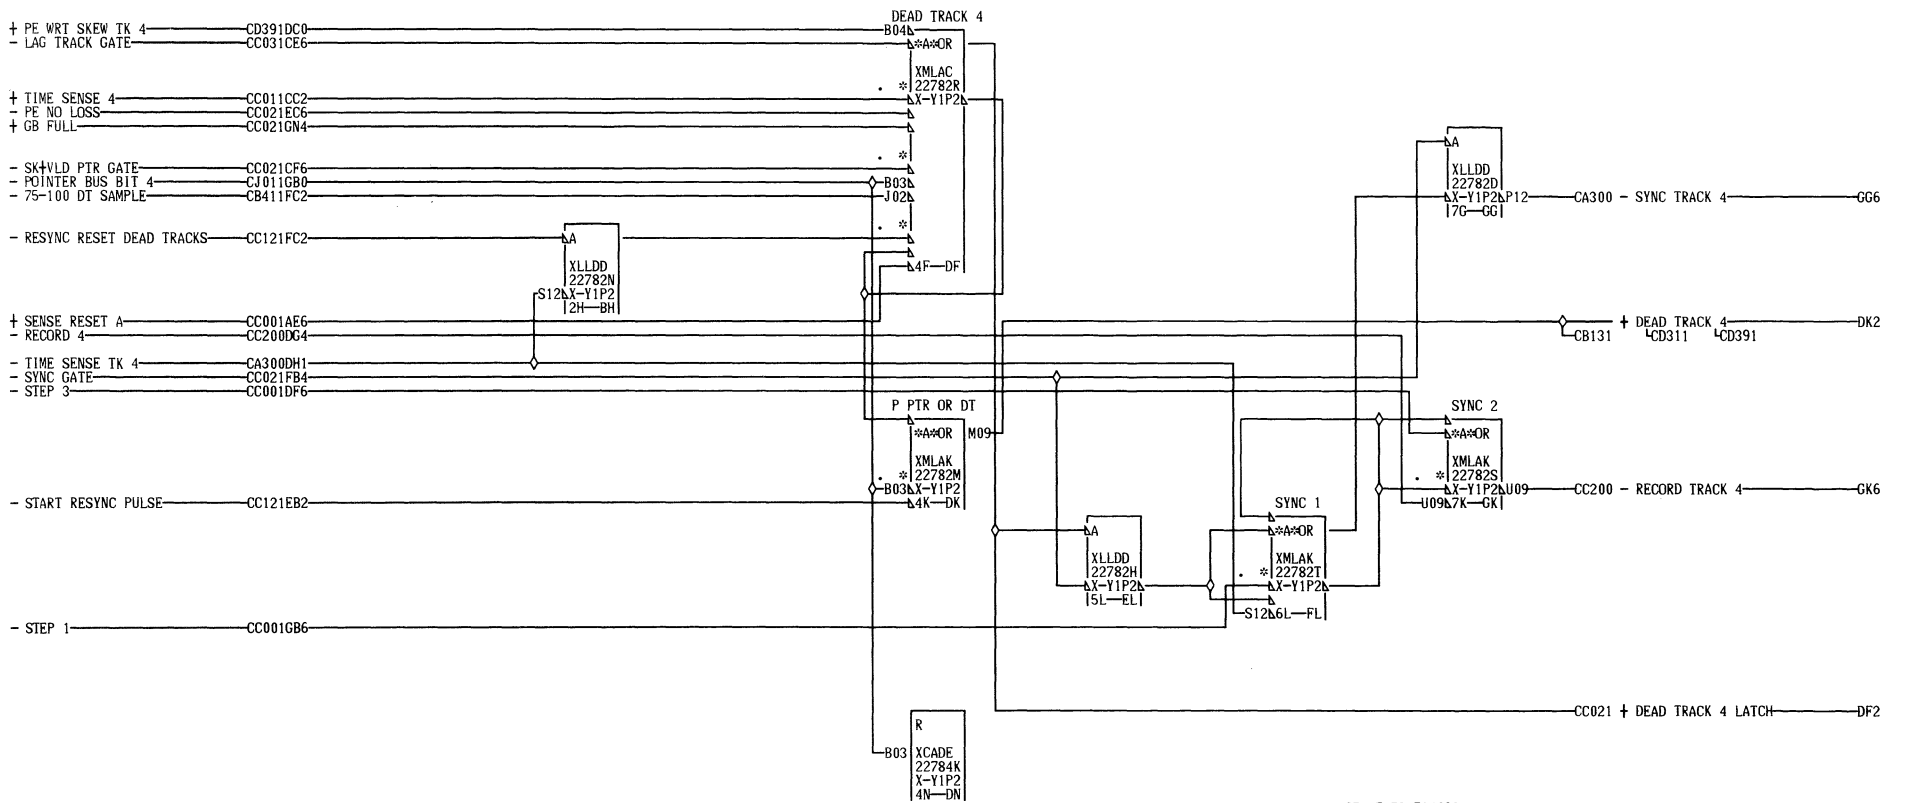 DEAD TRACK 4
+ PE WRT SKEW TK 4 CD391DC0 B04
- LAG TRACK GATE CC031CE6 *A*OR
XMLAC
* 22782R
+ TIME SENSE 4 CC011CC2 X-Y1P2
- PE NO LOSS CC021EC6
+ GB FULL CC021GN4
A
*
- SK+VLD PTR GATE CC021CF6 XLLDD
- POINTER BUS BIT 4 CJ011GB0 B03 22782D
- 75-100 DT SAMPLE CB411FC2 J02 X-Y1P2 P12 CA300 - SYNC TRACK 4 GG6
7G GG
*
- RESYNC RESET DEAD TRACKS CC121FC2 A
XLLDD 4F DF
22782N
S12 X-Y1P2
2H BH
+ SENSE RESET A CC001AE6 + DEAD TRACK 4 DK2
- RECORD 4 CC200DG4 CB131 CD311 CD391
- TIME SENSE TK 4 CA300DH1
- SYNC GATE CC021FB4
- STEP 3 CC001DF6
P PTR OR DT SYNC 2
*A*OR M09 *A*OR
XMLAK XMLAK
* 22782M * 22782S
B03 X-Y1P2 X-Y1P2 U09 CC200 - RECORD TRACK 4 GK6
- START RESYNC PULSE CC121EB2 4K DK U09 7K GK
SYNC 1
A *A*OR
XLLDD XMLAK
22782H * 22782T
X-Y1P2 X-Y1P2
5L EL
S12 6L FL
- STEP 1 CC001GB6
CC021 + DEAD TRACK 4 LATCH DF2
R
B03 XCADE
22784K
X-Y1P2
4N DN